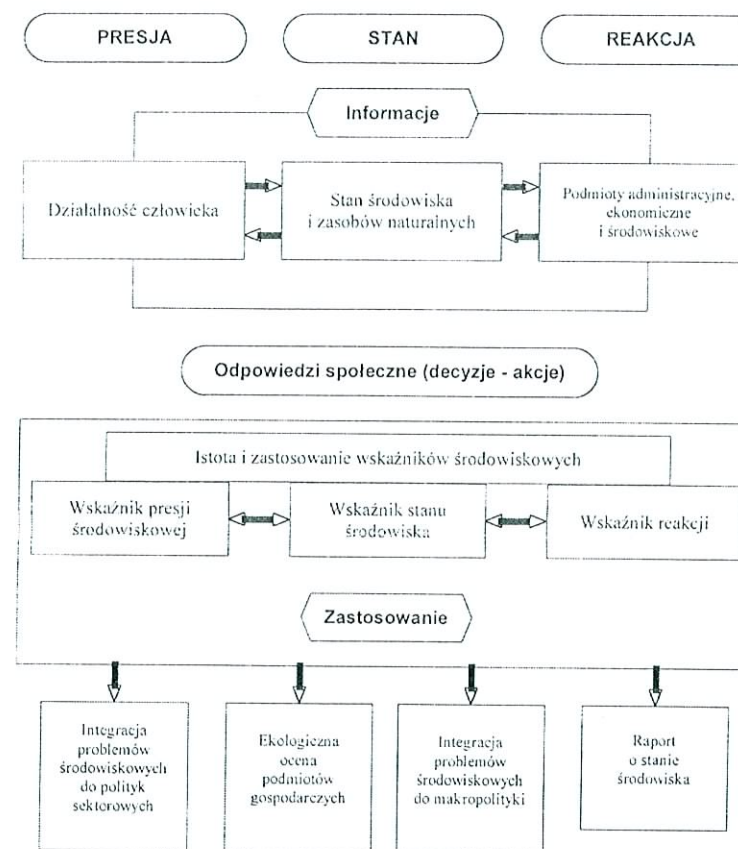 PRESJA
STAN
REAKCJA
Informacje
Działalność człowieka
Stan środowiska
i zasobów naturalnych
Podmioty administracyjne,
ekonomiczne
i środowiskowe
Odpowiedzi społeczne (decyzje - akcje)
Istota i zastosowanie wskaźników środowiskowych
Wskaźnik presji
środowiskowej
Wskaźnik stanu
środowiska
Wskaźnik reakcji
Zastosowanie
Integracja
problemów
środowiskowych
do polityk
sektorowych
Ekologiczna
ocena
podmiotów
gospodarczych
Integracja
problemów
środowiskowych
do makropolityki
Raport
o stanie
środowiska